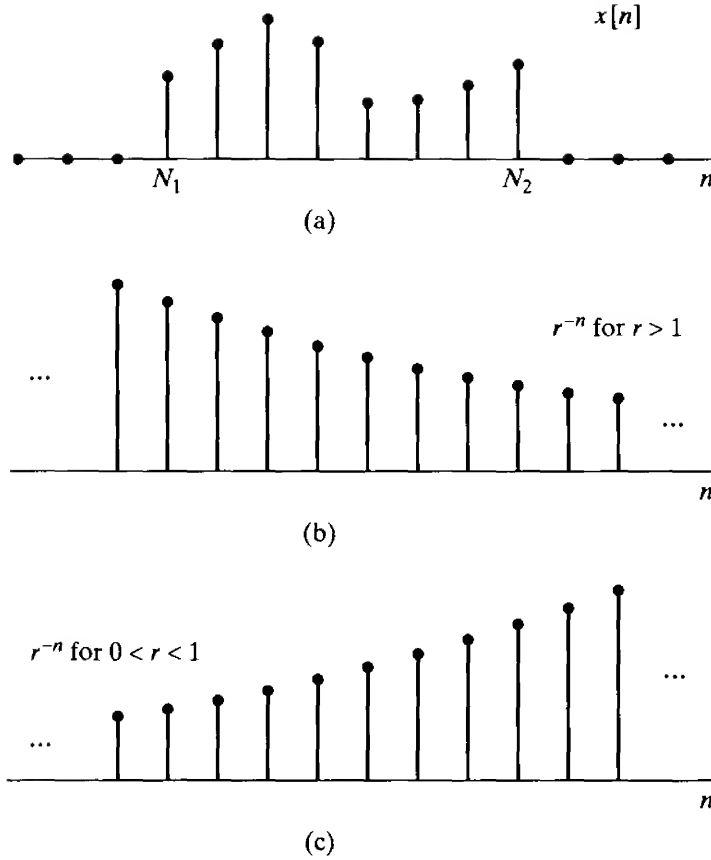 x[n]
N₁ N₂ n
(a)
r⁻ⁿ for r > 1
... ...
n
(b)
r⁻ⁿ for 0 < r < 1
...
...
n
(c)